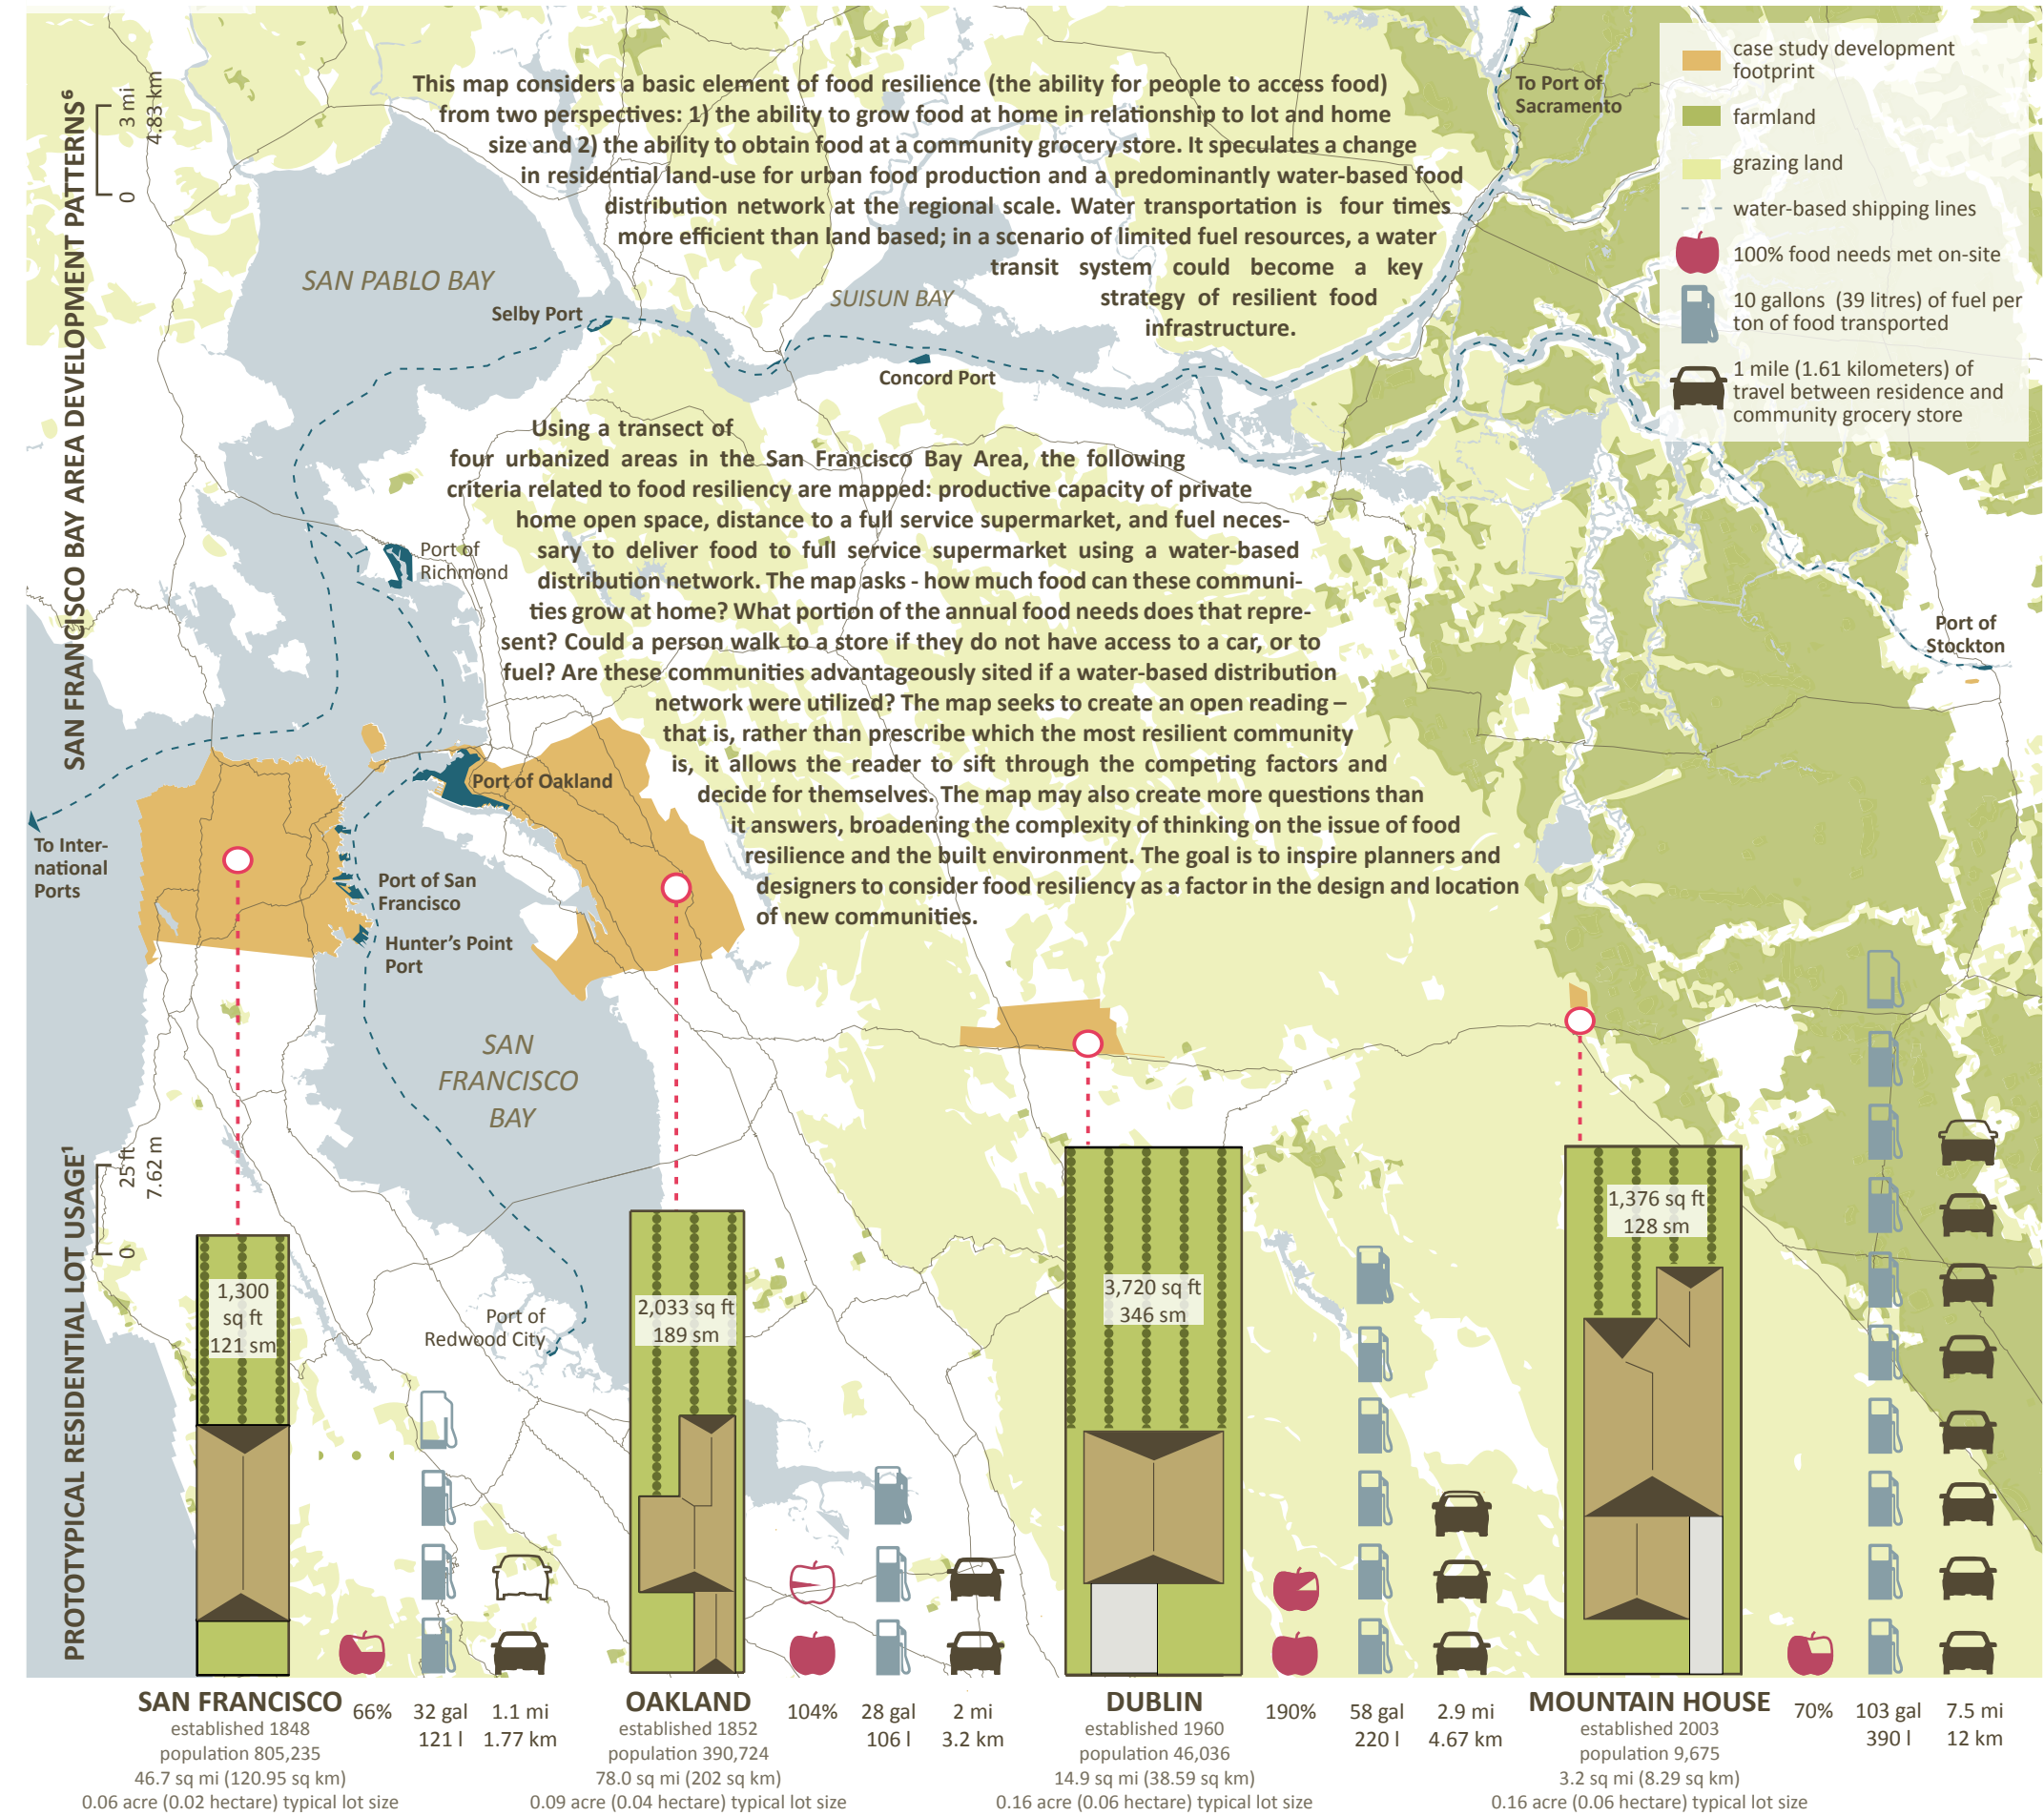 SAN FRANCISCO BAY AREA DEVELOPMENT PATTERNS⁶
0
3 mi
4.83 km
This map considers a basic element of food resilience (the ability for people to access food)
from two perspectives: 1) the ability to grow food at home in relationship to lot and home
size and 2) the ability to obtain food at a community grocery store. It speculates a change
in residential land-use for urban food production and a predominantly water-based food
distribution network at the regional scale. Water transportation is four times
more efficient than land based; in a scenario of limited fuel resources, a water
transit system could become a key
strategy of resilient food
infrastructure.
To Port of
Sacramento
case study development
footprint
farmland
grazing land
water-based shipping lines
100% food needs met on-site
10 gallons (39 litres) of fuel per
ton of food transported
1 mile (1.61 kilometers) of
travel between residence and
community grocery store
SAN PABLO BAY
SUISUN BAY
Selby Port
Concord Port
Using a transect of
four urbanized areas in the San Francisco Bay Area, the following
criteria related to food resiliency are mapped: productive capacity of private
home open space, distance to a full service supermarket, and fuel neces-
sary to deliver food to full service supermarket using a water-based
distribution network. The map asks - how much food can these communi-
ties grow at home? What portion of the annual food needs does that repre-
sent? Could a person walk to a store if they do not have access to a car, or to
fuel? Are these communities advantageously sited if a water-based distribution
network were utilized? The map seeks to create an open reading –
that is, rather than prescribe which the most resilient community
is, it allows the reader to sift through the competing factors and
decide for themselves. The map may also create more questions than
it answers, broadening the complexity of thinking on the issue of food
resilience and the built environment. The goal is to inspire planners and
designers to consider food resiliency as a factor in the design and location
of new communities.
Port of
Richmond
Port of
Stockton
Port of Oakland
To Inter-
national
Ports
Port of San
Francisco
Hunter's Point
Port
SAN
FRANCISCO
BAY
Port of
Redwood City
PROTOTYPICAL RESIDENTIAL LOT USAGE¹
0
25 ft
7.62 m
1,300
sq ft
121 sm
2,033 sq ft
189 sm
3,720 sq ft
346 sm
1,376 sq ft
128 sm
SAN FRANCISCO
established 1848
population 805,235
46.7 sq mi (120.95 sq km)
0.06 acre (0.02 hectare) typical lot size
66%
32 gal
121 l
1.1 mi
1.77 km
OAKLAND
established 1852
population 390,724
78.0 sq mi (202 sq km)
0.09 acre (0.04 hectare) typical lot size
104%
28 gal
106 l
2 mi
3.2 km
DUBLIN
established 1960
population 46,036
14.9 sq mi (38.59 sq km)
0.16 acre (0.06 hectare) typical lot size
190%
58 gal
220 l
2.9 mi
4.67 km
MOUNTAIN HOUSE
established 2003
population 9,675
3.2 sq mi (8.29 sq km)
0.16 acre (0.06 hectare) typical lot size
70%
103 gal
390 l
7.5 mi
12 km